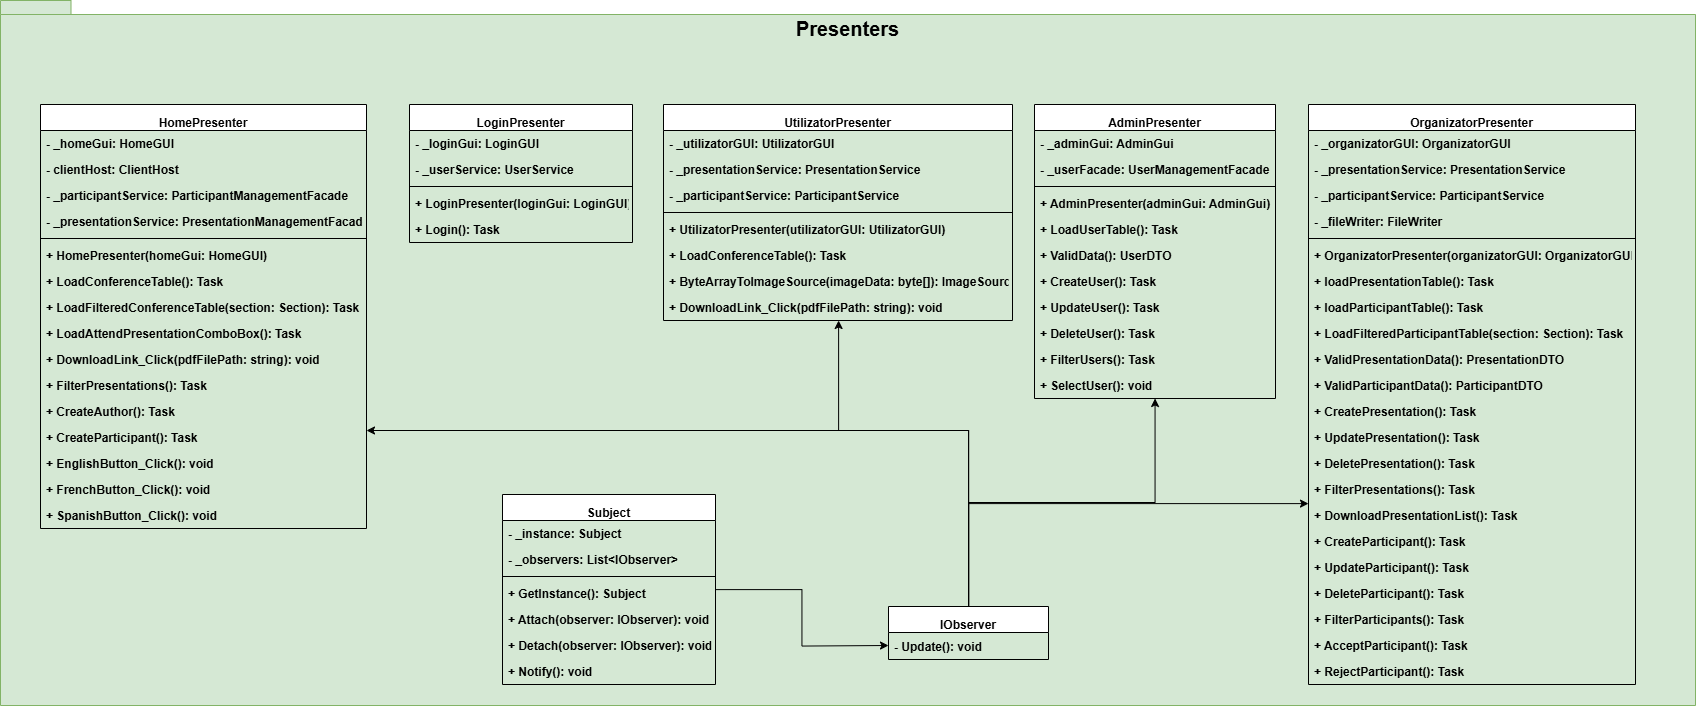 Presenters
HomePresenter
- _homeGui: HomeGUI
- clientHost: ClientHost
- _participantService: ParticipantManagementFacade
- _presentationService: PresentationManagementFacad
+ HomePresenter(homeGui: HomeGUI)
+ LoadConferenceTable(): Task
+ LoadFilteredConferenceTable(section: Section): Task
+ LoadAttendPresentationComboBox(): Task
+ DownloadLink_Click(pdfFilePath: string): void
+ FilterPresentations(): Task
+ CreateAuthor(): Task
+ CreateParticipant(): Task
+ EnglishButton_Click(): void
+ FrenchButton_Click(): void
+ SpanishButton_Click(): void
LoginPresenter
- _loginGui: LoginGUI
- _userService: UserService
+ LoginPresenter(loginGui: LoginGUI)
+ Login(): Task
UtilizatorPresenter
- _utilizatorGUI: UtilizatorGUI
- _presentationService: PresentationService
- _participantService: ParticipantService
+ UtilizatorPresenter(utilizatorGUI: UtilizatorGUI)
+ LoadConferenceTable(): Task
+ ByteArrayToImageSource(imageData: byte[]): ImageSourc
+ DownloadLink_Click(pdfFilePath: string): void
AdminPresenter
- _adminGui: AdminGui
- _userFacade: UserManagementFacade
+ AdminPresenter(adminGui: AdminGui)
+ LoadUserTable(): Task
+ ValidData(): UserDTO
+ CreateUser(): Task
+ UpdateUser(): Task
+ DeleteUser(): Task
+ FilterUsers(): Task
+ SelectUser(): void
OrganizatorPresenter
- _organizatorGUI: OrganizatorGUI
- _presentationService: PresentationService
- _participantService: ParticipantService
- _fileWriter: FileWriter
+ OrganizatorPresenter(organizatorGUI: OrganizatorGUI
+ loadPresentationTable(): Task
+ loadParticipantTable(): Task
+ LoadFilteredParticipantTable(section: Section): Task
+ ValidPresentationData(): PresentationDTO
+ ValidParticipantData(): ParticipantDTO
+ CreatePresentation(): Task
+ UpdatePresentation(): Task
+ DeletePresentation(): Task
+ FilterPresentations(): Task
+ DownloadPresentationList(): Task
+ CreateParticipant(): Task
+ UpdateParticipant(): Task
+ DeleteParticipant(): Task
+ FilterParticipants(): Task
+ AcceptParticipant(): Task
+ RejectParticipant(): Task
Subject
- _instance: Subject
- _observers: List<IObserver>
+ GetInstance(): Subject
+ Attach(observer: IObserver): void
+ Detach(observer: IObserver): void
+ Notify(): void
IObserver
- Update(): void